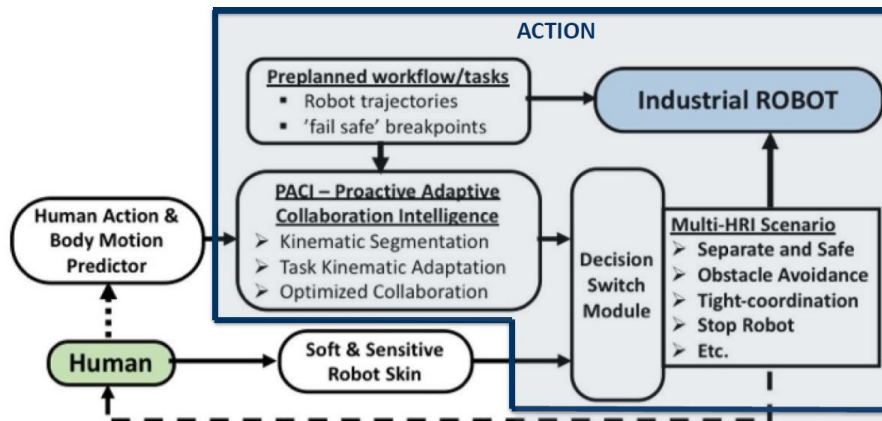 ACTION
Preplanned workflow/tasks
▪ Robot trajectories
▪ 'fail safe' breakpoints
Industrial ROBOT
PACI – Proactive Adaptive
Collaboration Intelligence
➢ Kinematic Segmentation
➢ Task Kinematic Adaptation
➢ Optimized Collaboration
Human Action &
Body Motion
Predictor
Decision
Switch
Module
Multi-HRI Scenario
➢ Separate and Safe
➢ Obstacle Avoidance
➢ Tight-coordination
➢ Stop Robot
➢ Etc.
Human
Soft & Sensitive
Robot Skin